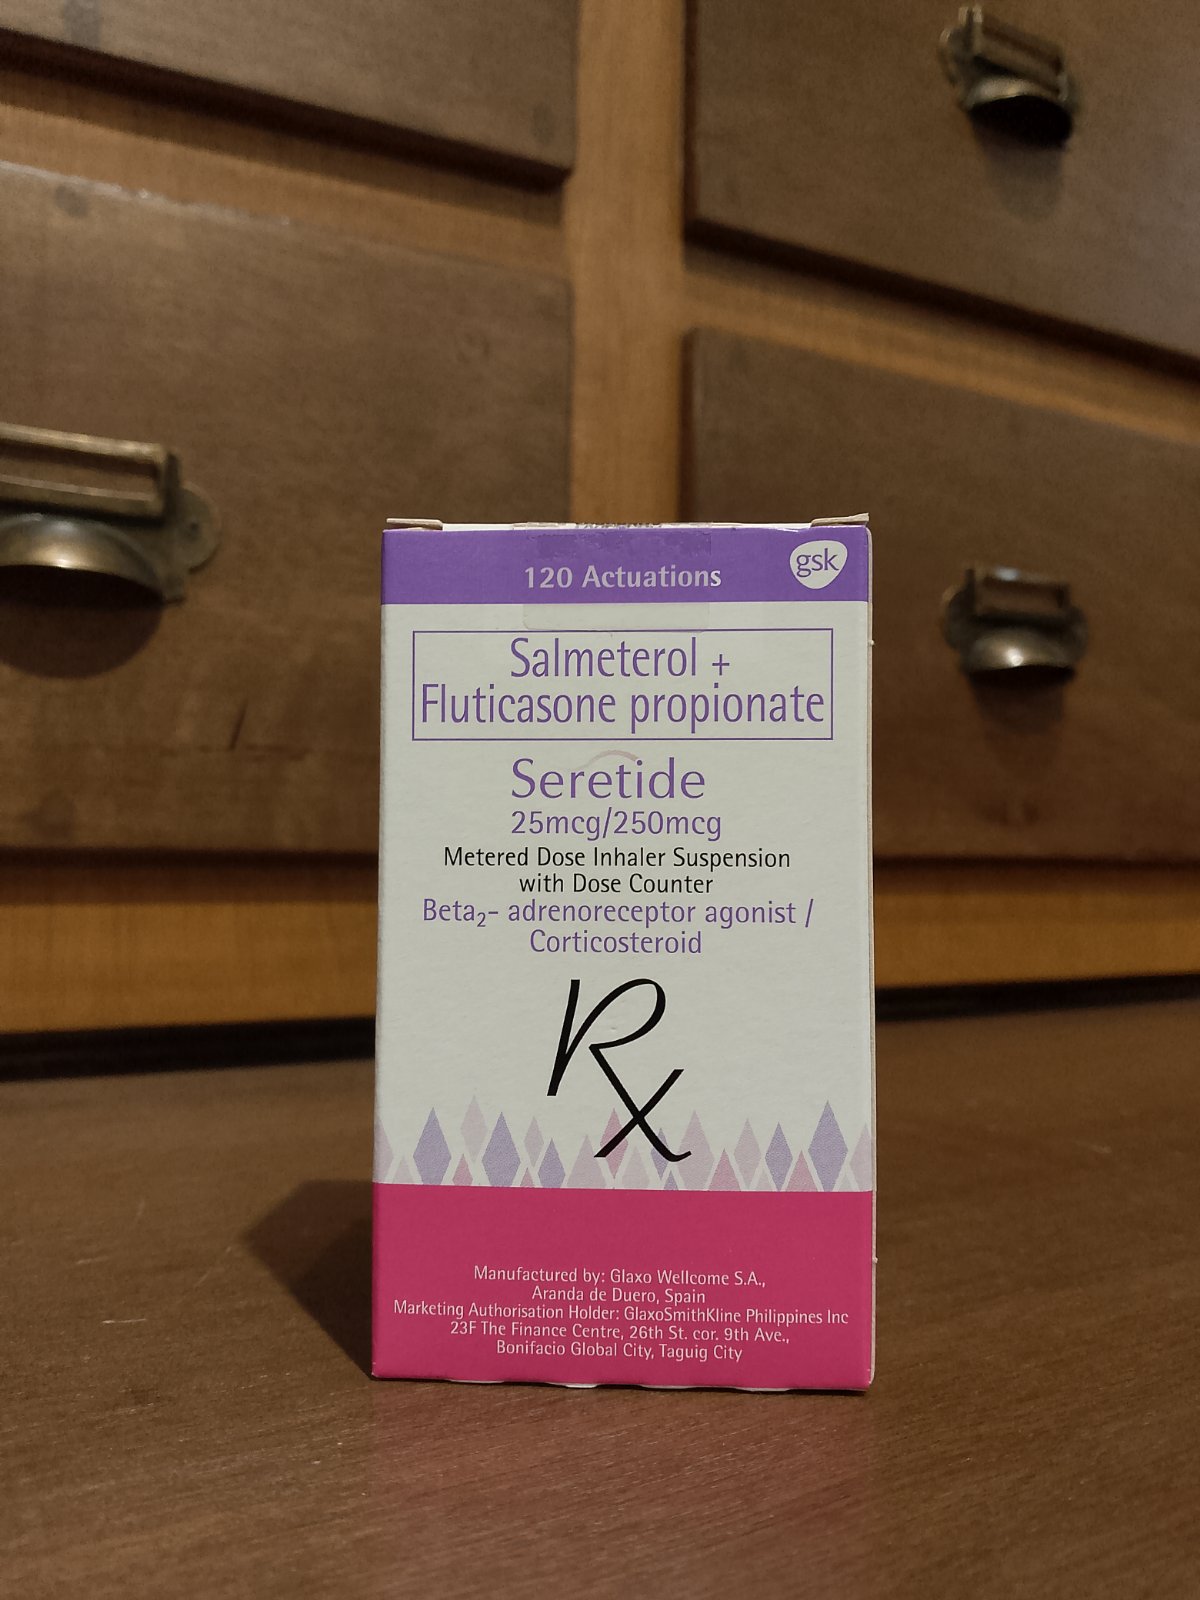 120 Actuations
gsk
Salmeterol +
Fluticasone propionate
Seretide
25mcg/250mcg
Metered Dose Inhaler Suspension
with Dose Counter
Beta₂- adrenoreceptor agonist /
Corticosteroid
Rx
Manufactured by: Glaxo Wellcome S.A.,
Aranda de Duero, Spain
Marketing Authorisation Holder: GlaxoSmithKline Philippines Inc
23F The Finance Centre, 26th St. cor. 9th Ave.,
Bonifacio Global City, Taguig City